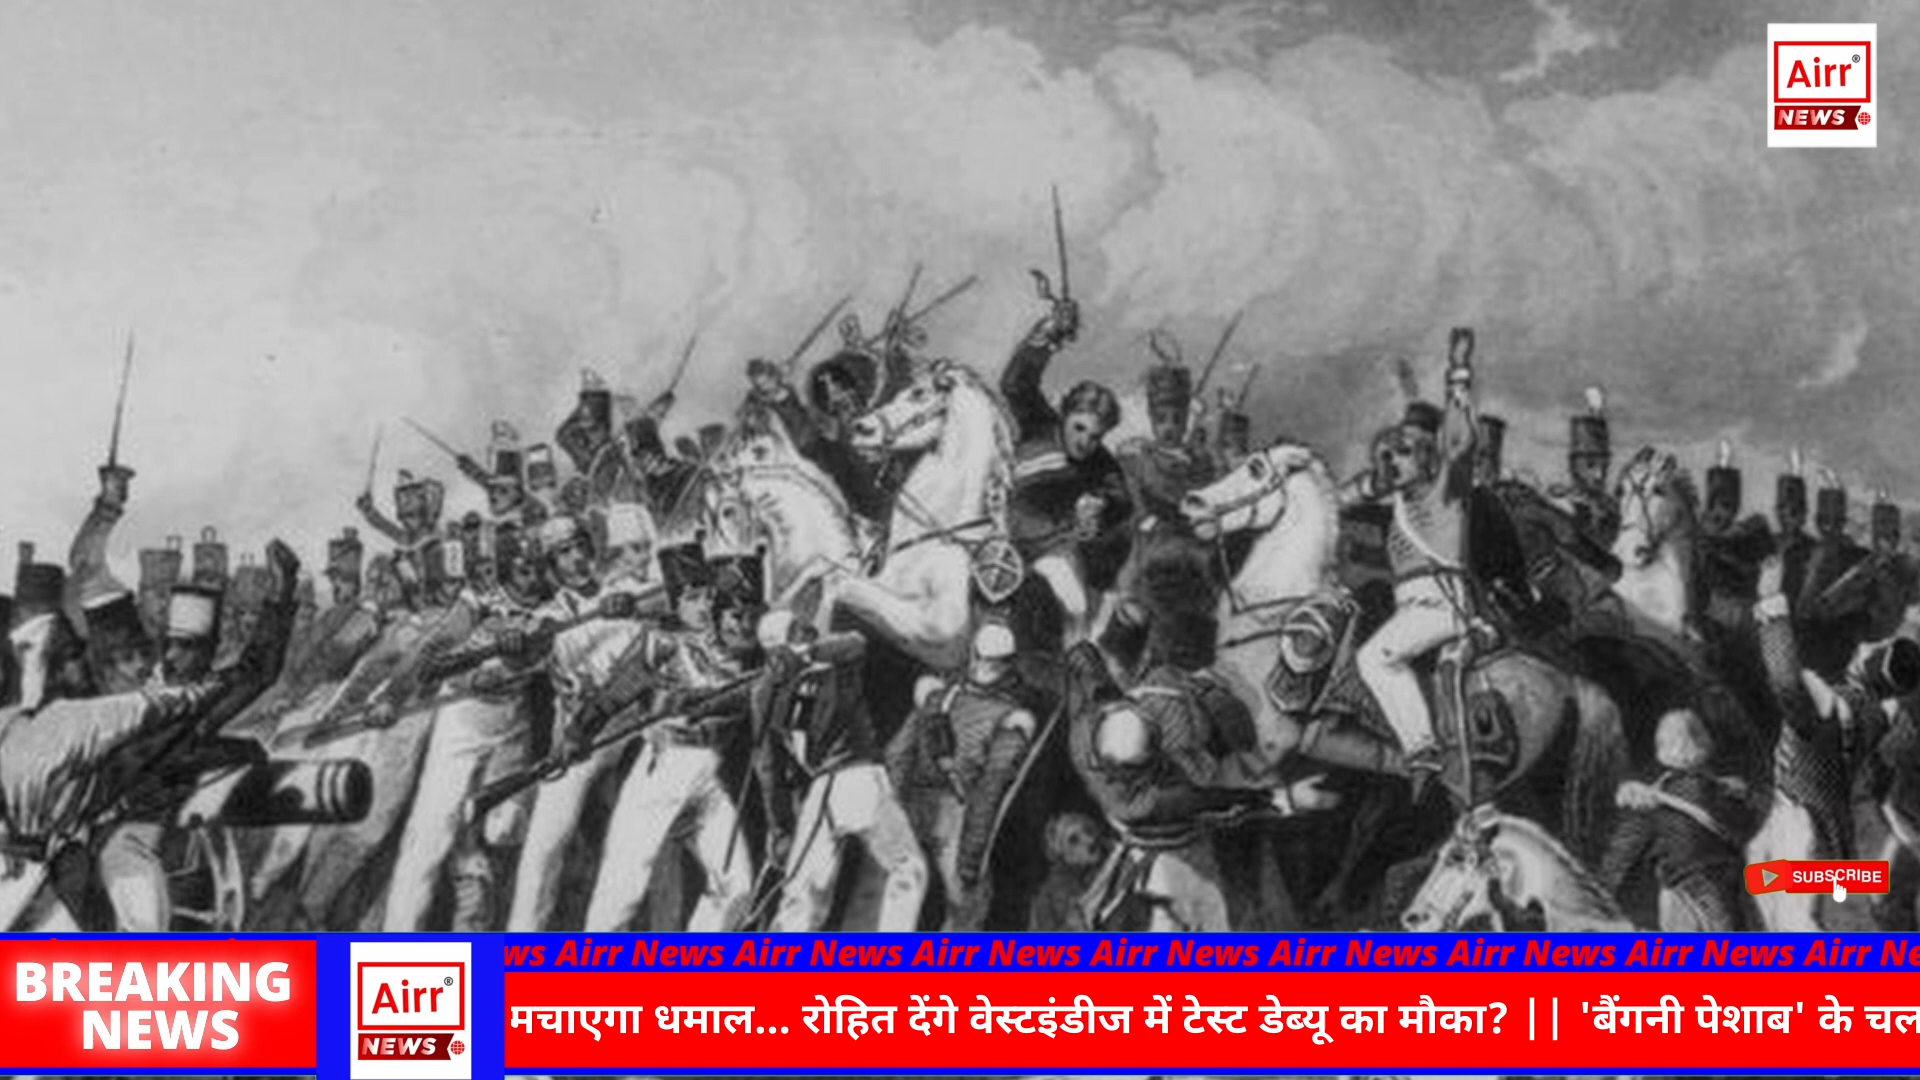 Airr®
NEWS
SUBSCRIBE
ws Airr News Airr News Airr News Airr News Airr News Airr News Airr News Airr Ne
BREAKING
NEWS
Airr®
NEWS
मचाएगा धमाल... रोहित देंगे वेस्टइंडीज में टेस्ट डेब्यू का मौका? || 'बैंगनी पेशाब' के चल